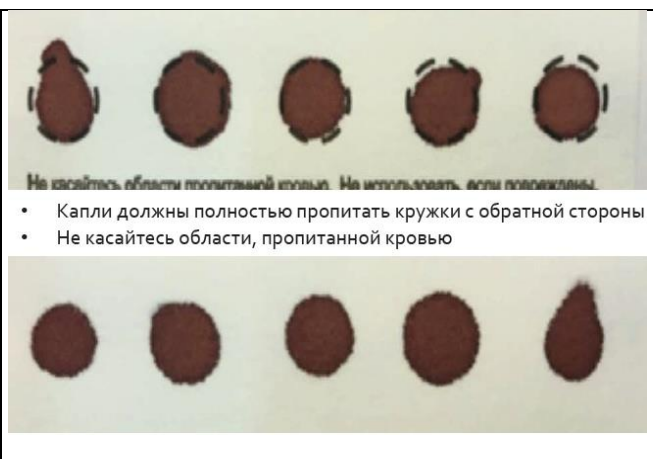 Не касайтесь области пропитанной кровью. Не использовать, если повреждены.
• Капли должны полностью пропитать кружки с обратной стороны
• Не касайтесь области, пропитанной кровью